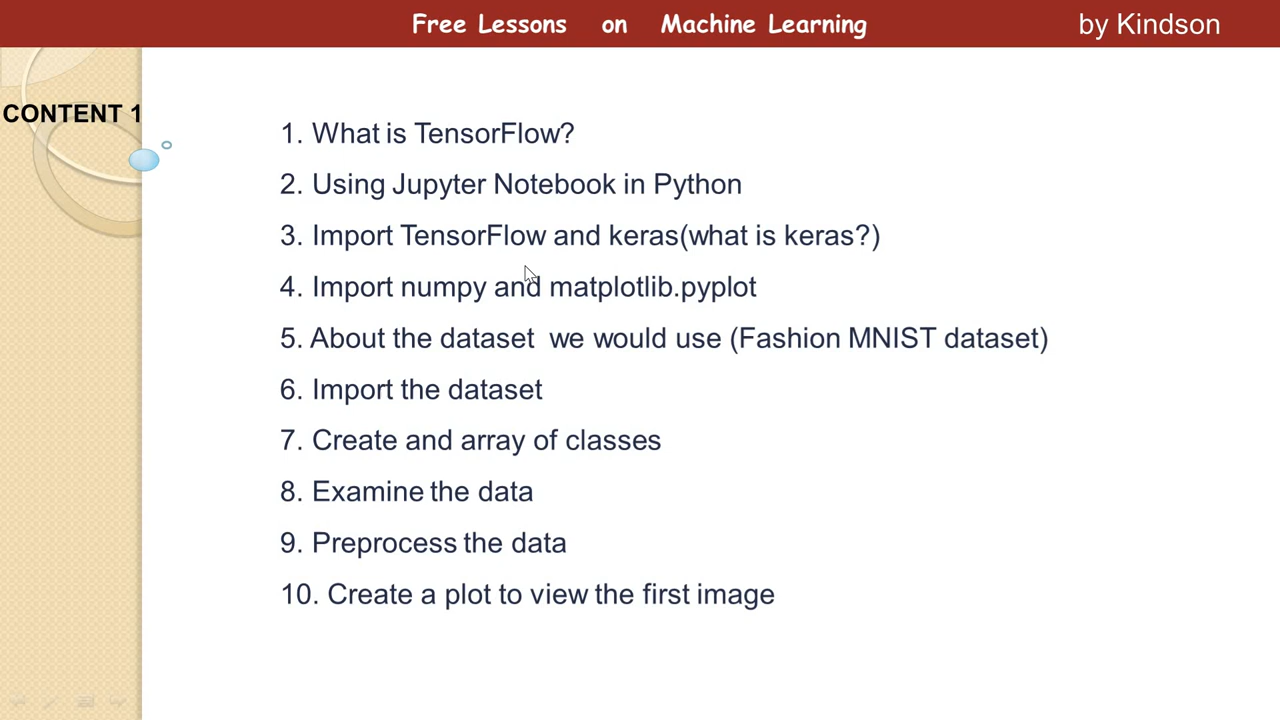 Free Lessons on Machine Learning by Kindson
CONTENT 1
1. What is TensorFlow?
2. Using Jupyter Notebook in Python
3. Import TensorFlow and keras(what is keras?)
4. Import numpy and matplotlib.pyplot
5. About the dataset we would use (Fashion MNIST dataset)
6. Import the dataset
7. Create and array of classes
8. Examine the data
9. Preprocess the data
10. Create a plot to view the first image